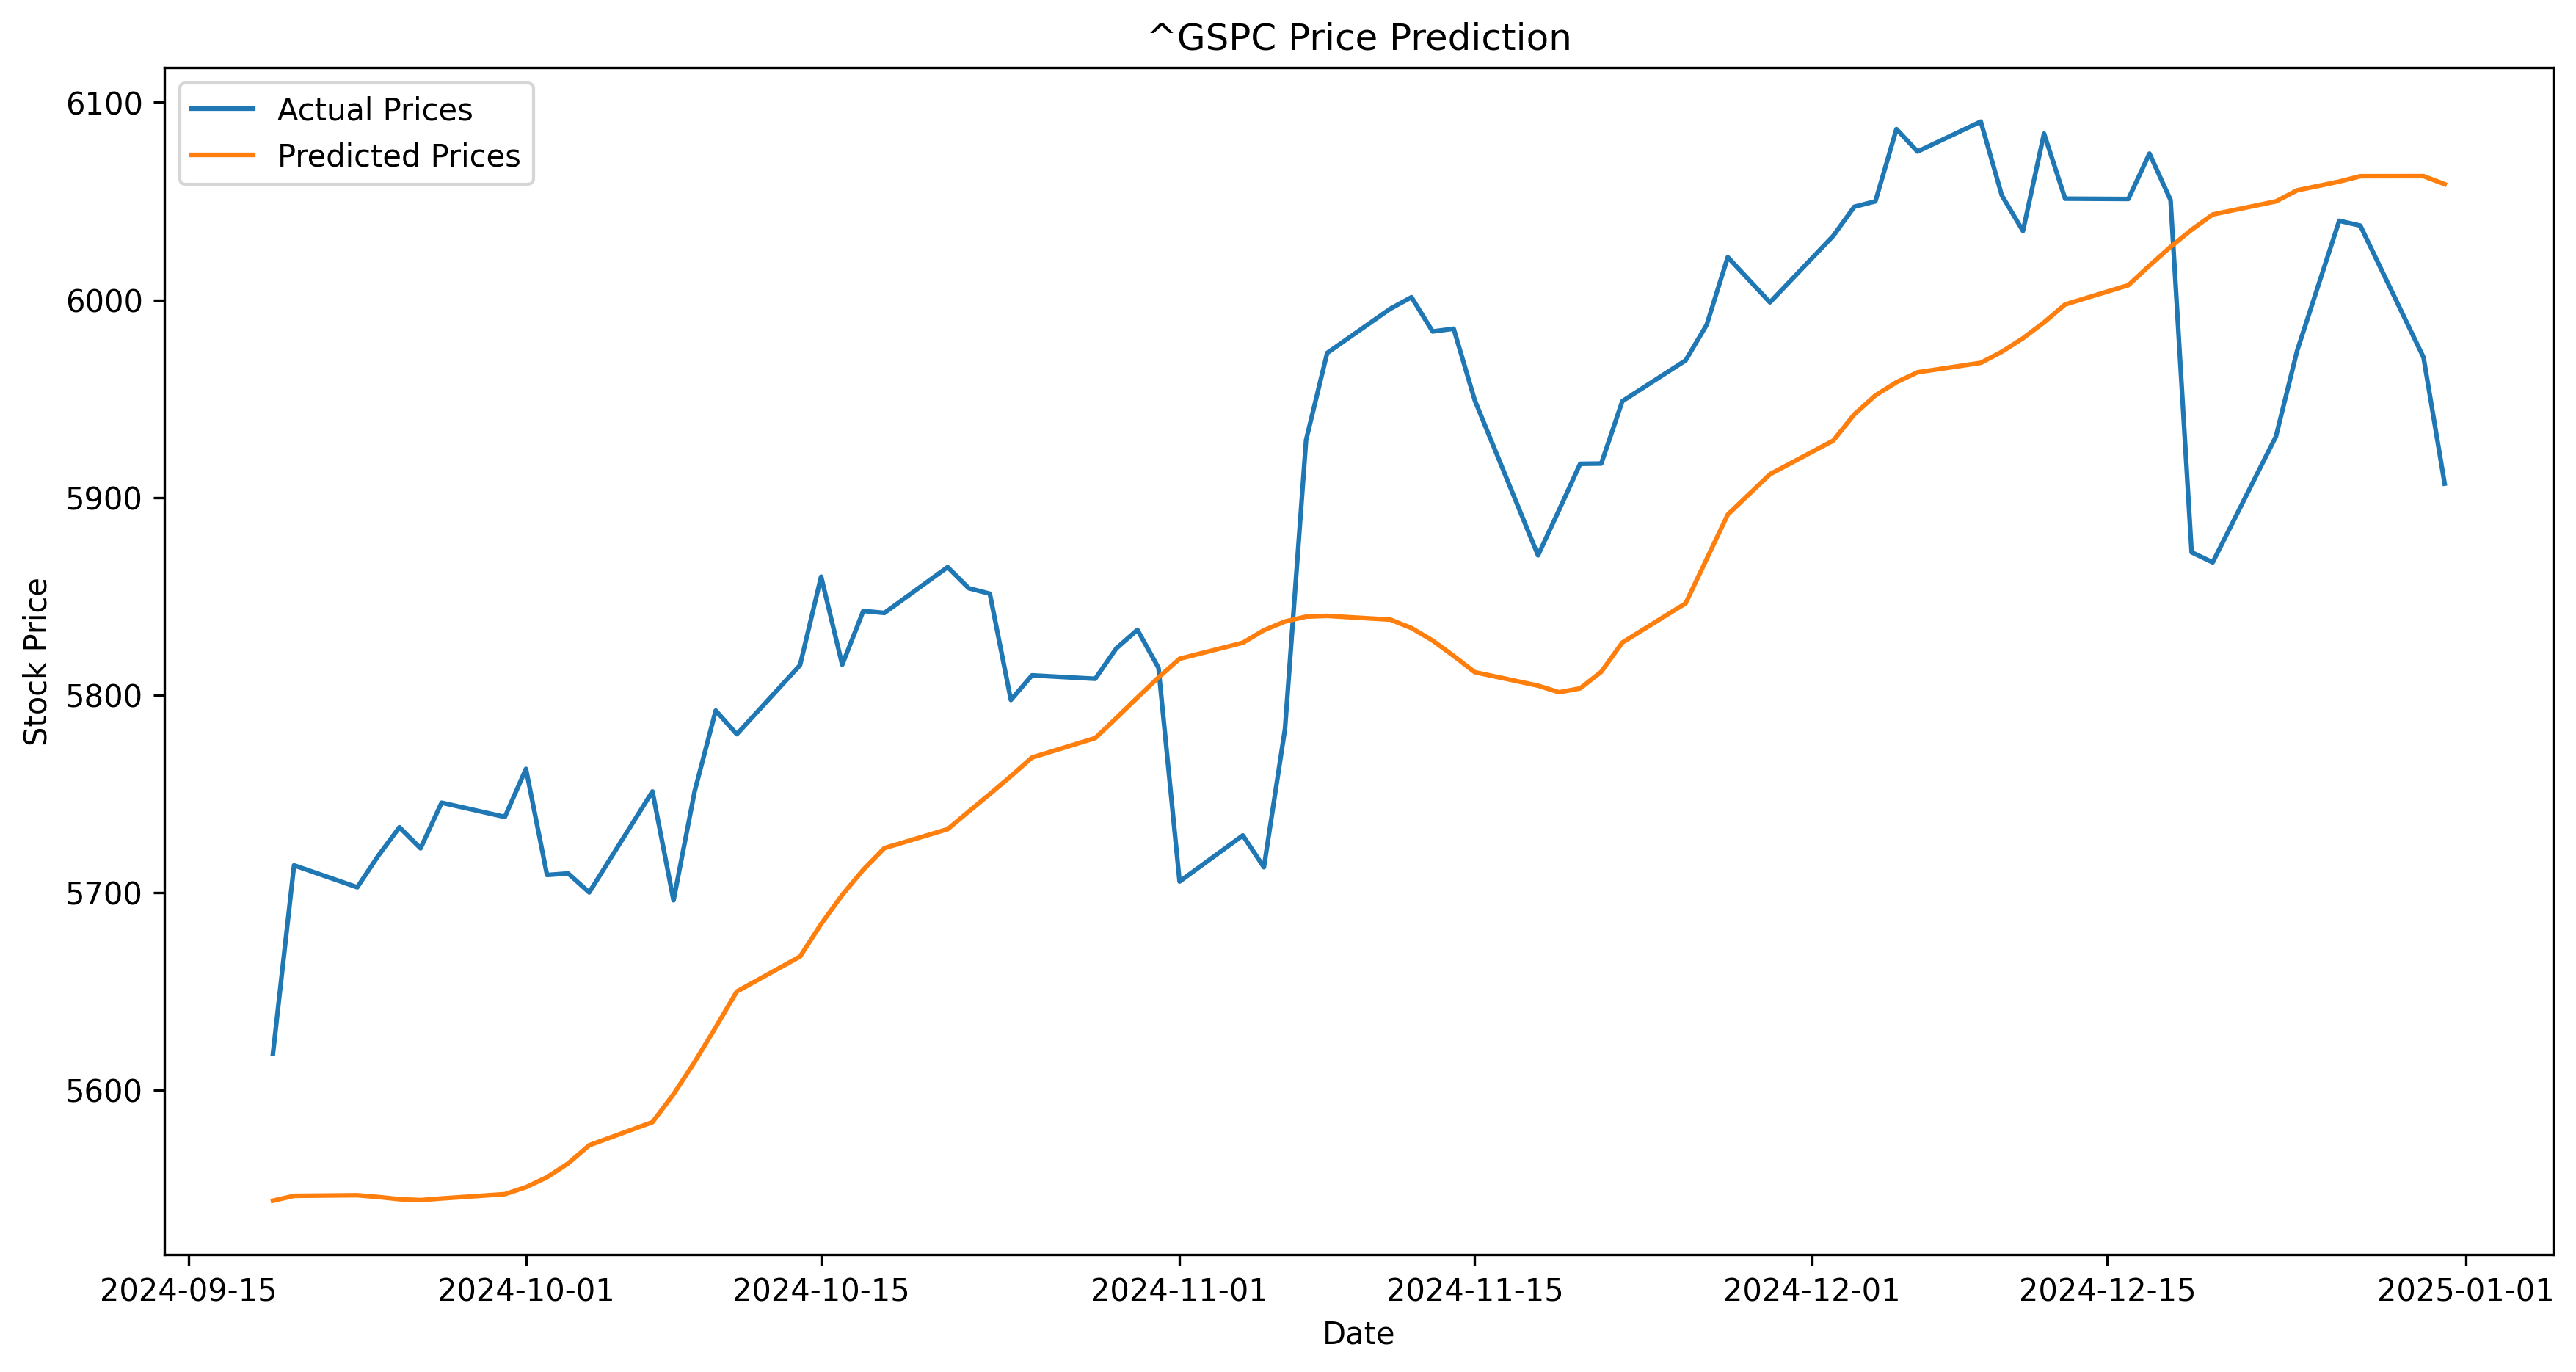 ^GSPC Price Prediction
Actual Prices
Predicted Prices
6100
6000
5900
5800
5700
5600
Stock Price
2024-09-15 2024-10-01 2024-10-15 2024-11-01 2024-11-15 2024-12-01 2024-12-15 2025-01-01
Date